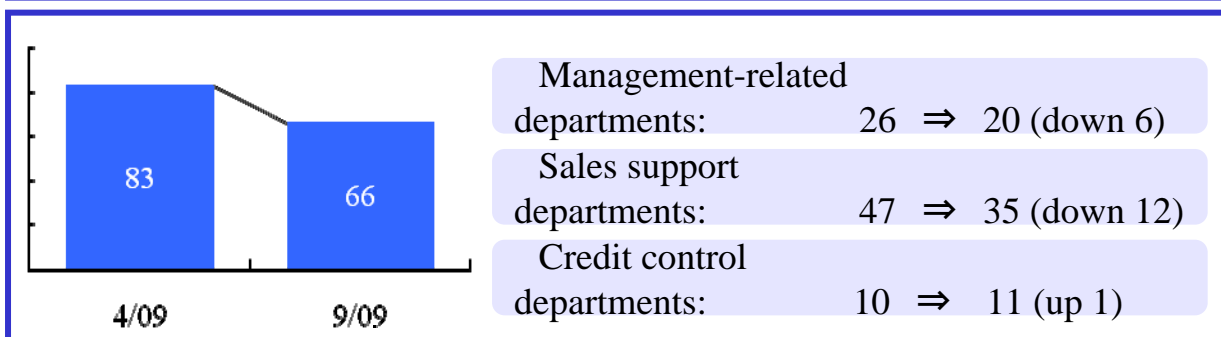 83
66
4/09
9/09
Management-related
departments: 26 ⇒ 20 (down 6)
Sales support
departments: 47 ⇒ 35 (down 12)
Credit control
departments: 10 ⇒ 11 (up 1)